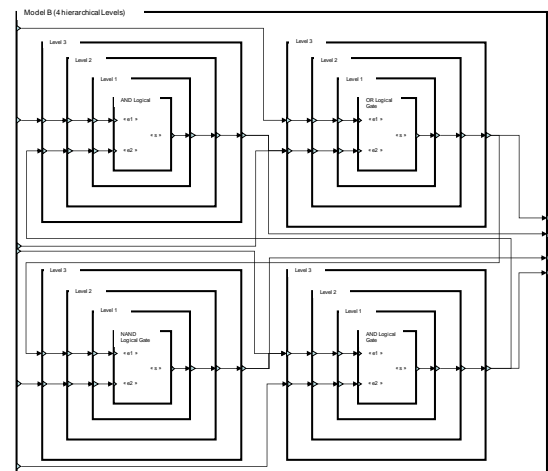 Model B (4 hierarchical Levels)
Level 3
Level 2
Level 1
AND Logical
« e1 »
« s »
« e2 »
Level 3
Level 2
Level 1
OR Logical
Gate
« e1 »
« s »
« e2 »
Level 3
Level 2
Level 1
NAND
Logical Gate
« e1 »
« s »
« e2 »
Level 3
Level 2
Level 1
AND Logical
Gate
« e1 »
« s »
« e2 »